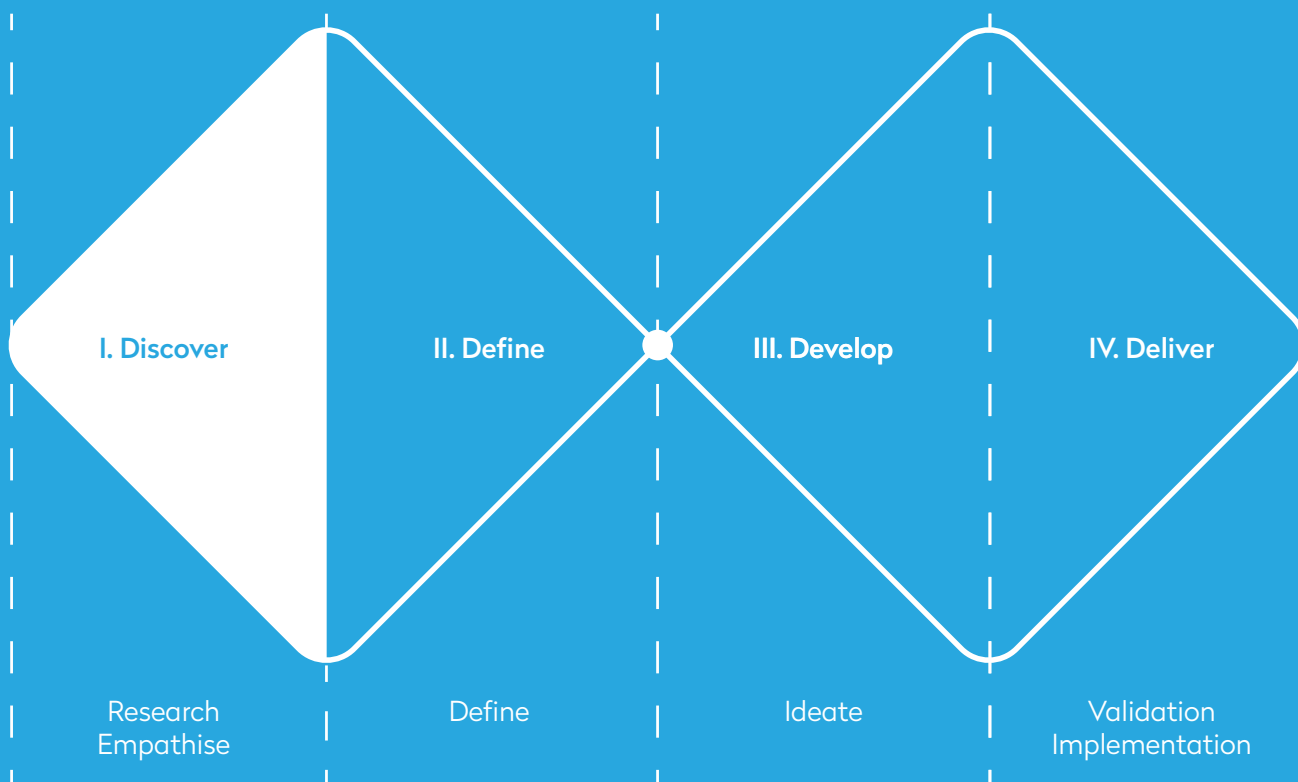 I. Discover
II. Define
III. Develop
IV. Deliver
Research
Empathise
Define
Ideate
Validation
Implementation